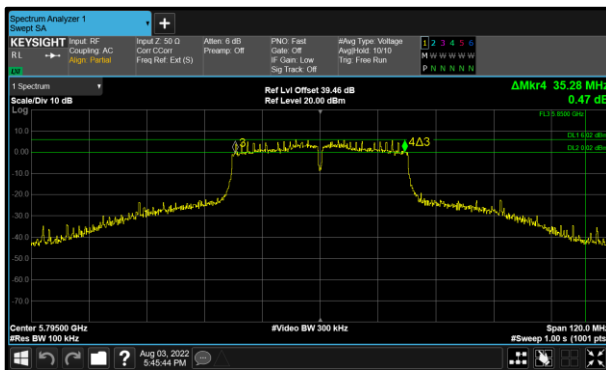 Spectrum Analyzer 1
Swept SA
+
KEYSIGHT Input: RF Input Z: 50 Ω Atten: 6 dB PNO: Fast #Avg Type: Voltage 1 2 3 4 5 6
RL Coupling: AC Corr CCorr Preamp: Off Gate: Off Avg|Hold: 10/10 M W W W W W
Align: Partial Freq Ref: Ext (S) IF Gain: Low Trig: Free Run P N N N N N
Sig Track: Off
1 Spectrum Ref Lvl Offset 39.46 dB ΔMkr4 35.28 MHz
Scale/Div 10 dB Ref Level 20.00 dBm 0.47 dB
Log
10.0 DL1 6.02 dBm
0.00 3 4Δ3 DL2 0.02 dBm
-10.0
-20.0
-30.0
-40.0
-50.0
-60.0
-70.0
Center 5.79500 GHz #Video BW 300 kHz Span 120.0 MHz
#Res BW 100 kHz #Sweep 1.00 s (1001 pts)
? Aug 03, 2022
5:45:44 PM